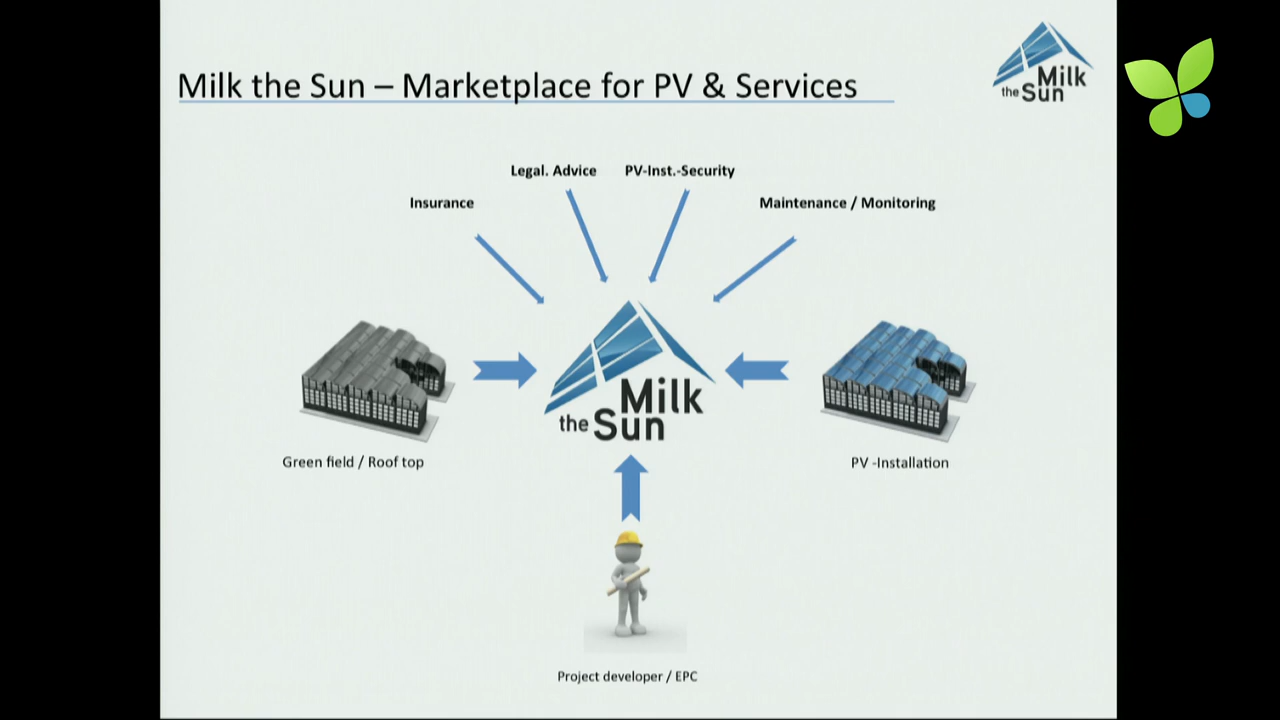 Milk the Sun – Marketplace for PV & Services
Milk
the Sun
Legal. Advice
PV-Inst.-Security
Insurance
Maintenance / Monitoring
Milk
the Sun
Green field / Roof top
PV -Installation
Project developer / EPC